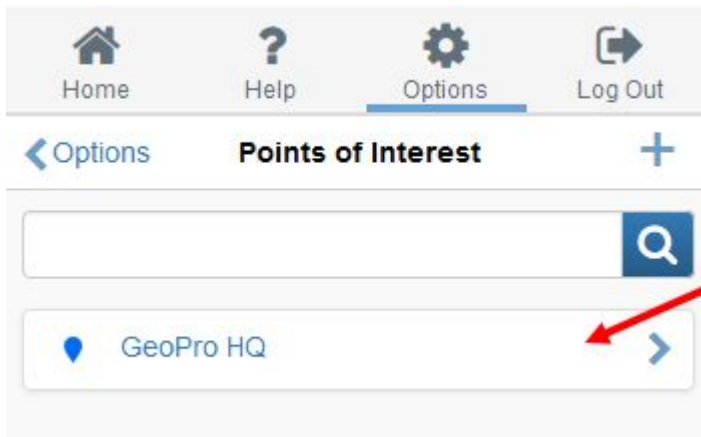 Home Help Options Log Out
Options Points of Interest
GeoPro HQ